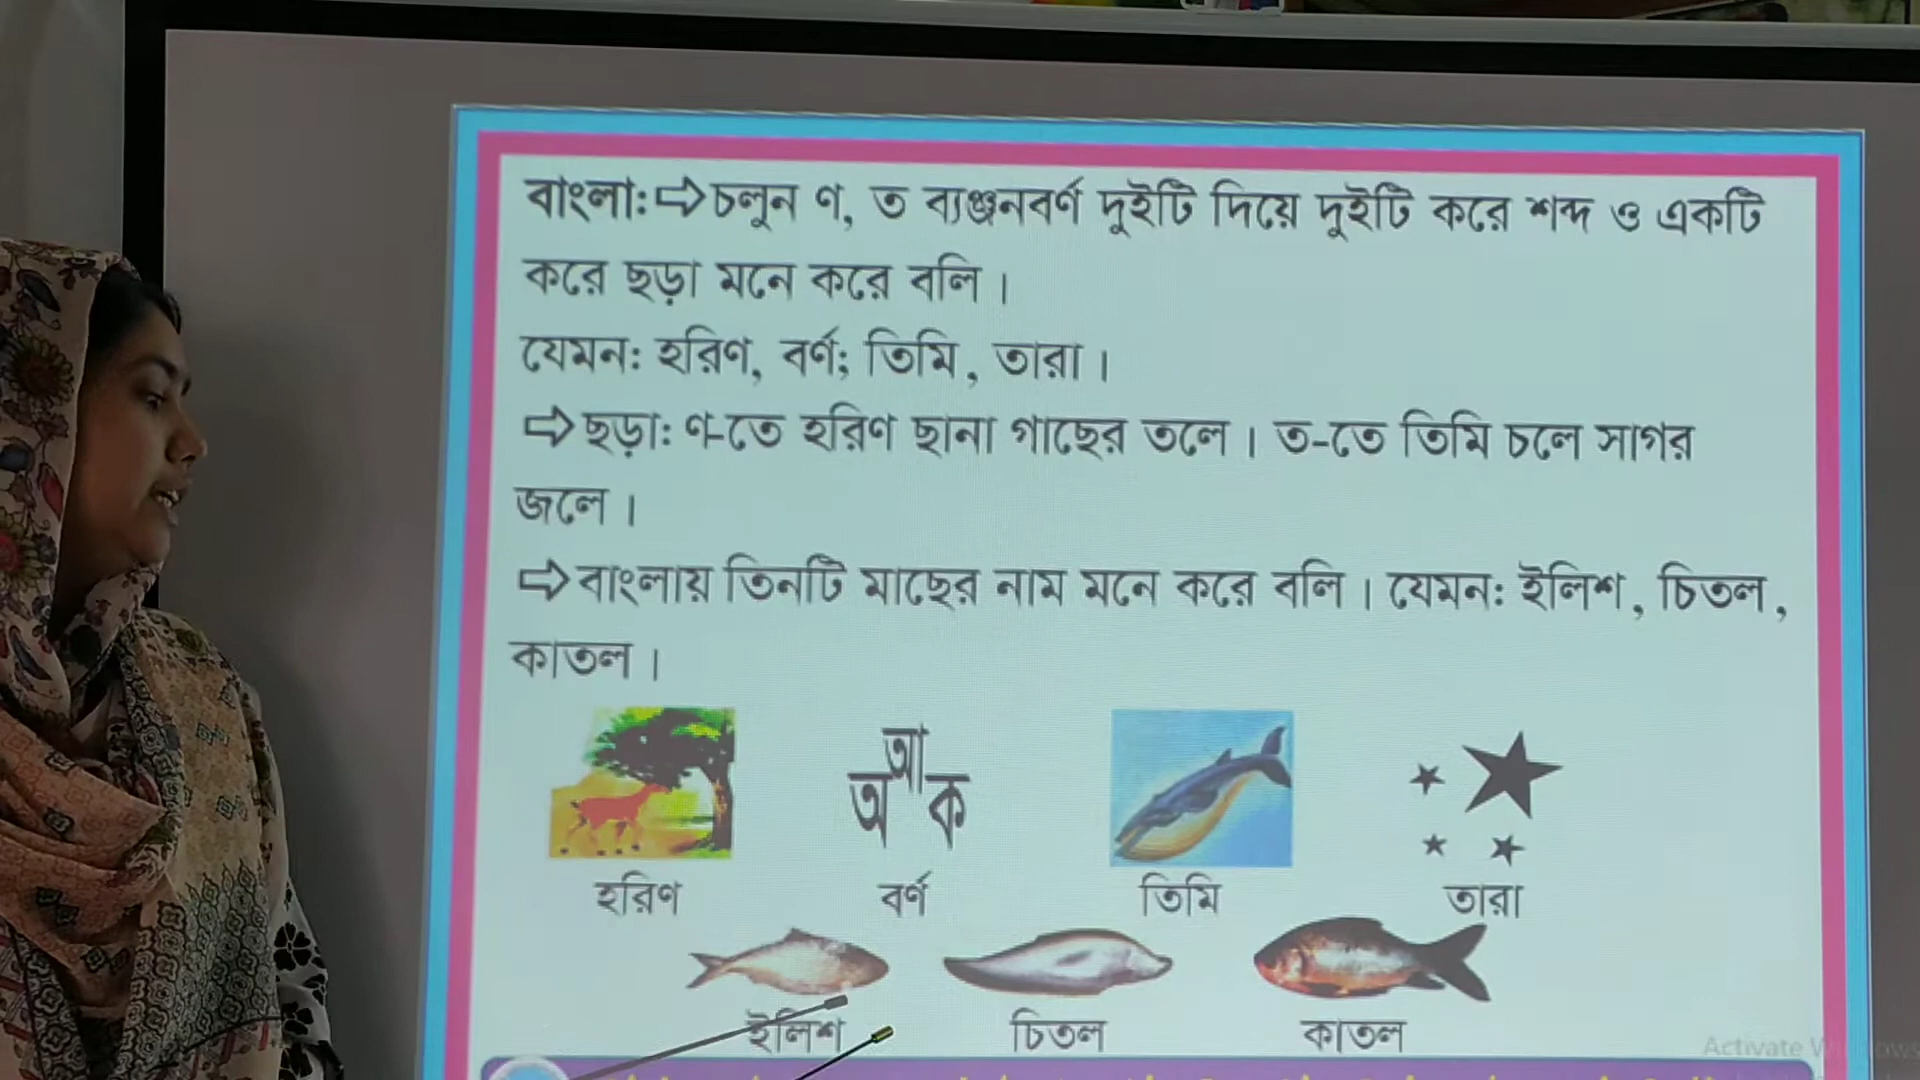 বাংলা:⇨চলুন ণ, ত ব্যঞ্জনবর্ণ দুইটি দিয়ে দুইটি করে শব্দ ও একটি
করে ছড়া মনে করে বলি।
যেমন: হরিণ, বর্ণ; তিমি, তারা।
⇨ছড়া: ণ-তে হরিণ ছানা গাছের তলে। ত-তে তিমি চলে সাগর
জলে।
⇨বাংলায় তিনটি মাছের নাম মনে করে বলি। যেমন: ইলিশ, চিতল,
কাতল।
আ
অ ক
হরিণ বর্ণ তিমি তারা
ইলিশ চিতল কাতল
Activate